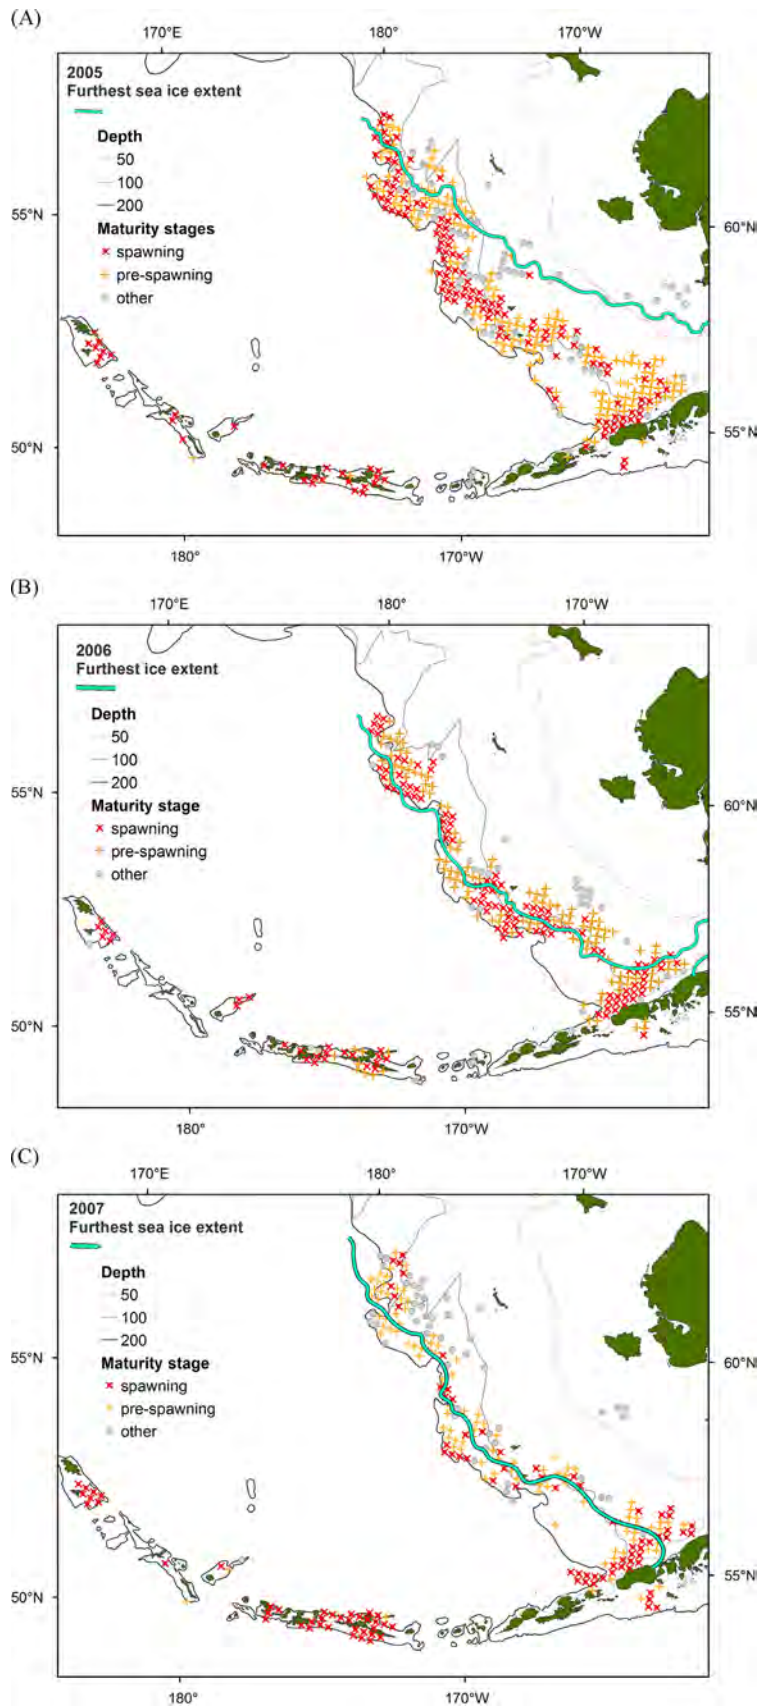 (A)
170°E 180° 170°W
2005
Furthest sea ice extent
Depth
50
100
200
Maturity stages
spawning
pre-spawning
other
55°N
60°N
50°N
55°N
180° 170°W
(B)
170°E 180° 170°W
2006
Furthest ice extent
Depth
50
100
200
Maturity stage
spawning
pre-spawning
other
55°N
60°N
50°N
55°N
180° 170°W
(C)
170°E 180° 170°W
2007
Furthest sea ice extent
Depth
50
100
200
Maturity stage
spawning
pre-spawning
other
55°N
60°N
50°N
55°N
180° 170°W